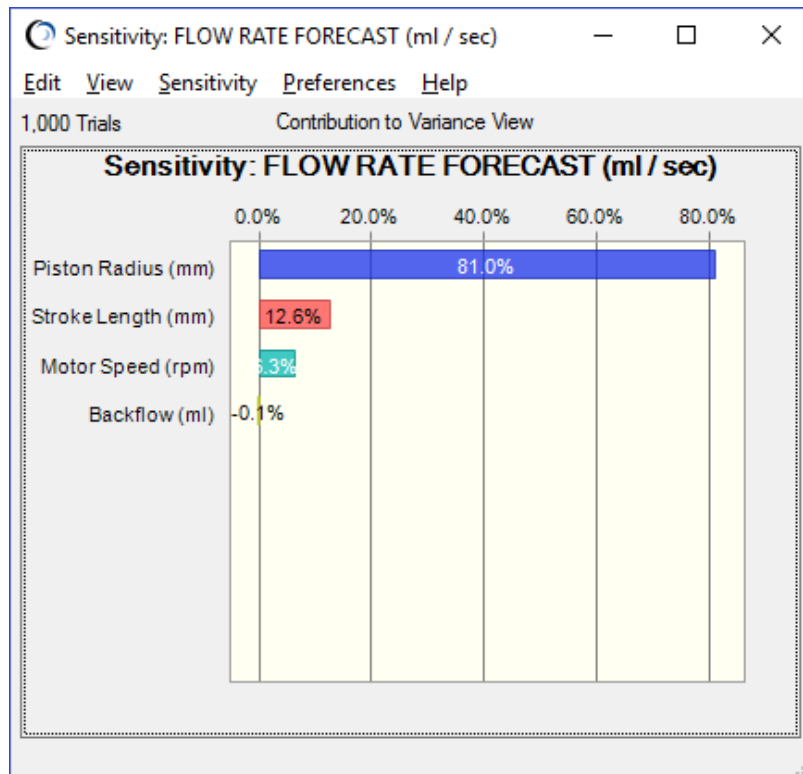 Sensitivity: FLOW RATE FORECAST (ml / sec)
Edit View Sensitivity Preferences Help
1,000 Trials Contribution to Variance View
Sensitivity: FLOW RATE FORECAST (ml / sec)
0.0% 20.0% 40.0% 60.0% 80.0%
Piston Radius (mm) 81.0%
Stroke Length (mm) 12.6%
Motor Speed (rpm) 6.3%
Backflow (ml) -0.1%